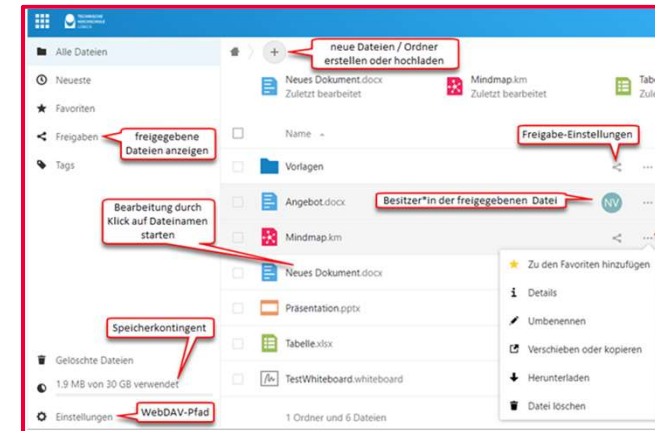 TECHNISCHE
HOCHSCHULE
Alle Dateien
Neueste
Favoriten
Freigaben
Tags
freigegebene
Dateien anzeigen
neue Dateien / Ordner
erstellen oder hochladen
Neues Dokument.docx
Zuletzt bearbeitet
Mindmap.km
Zuletzt bearbeitet
Name
Freigabe-Einstellungen
Vorlagen
Angebot.docx
Besitzer*in der freigegebenen Datei
NV
Bearbeitung durch
Klick auf Dateinamen
starten
Mindmap.km
Neues Dokument.docx
Präsentation.pptx
Tabelle.xlsx
TestWhiteboard.whiteboard
1 Ordner und 6 Dateien
Zu den Favoriten hinzufügen
Details
Umbenennen
Verschieben oder kopieren
Herunterladen
Datei löschen
Speicherkontingent
Gelöschte Dateien
1.9 MB von 30 GB verwendet
Einstellungen
WebDAV-Pfad